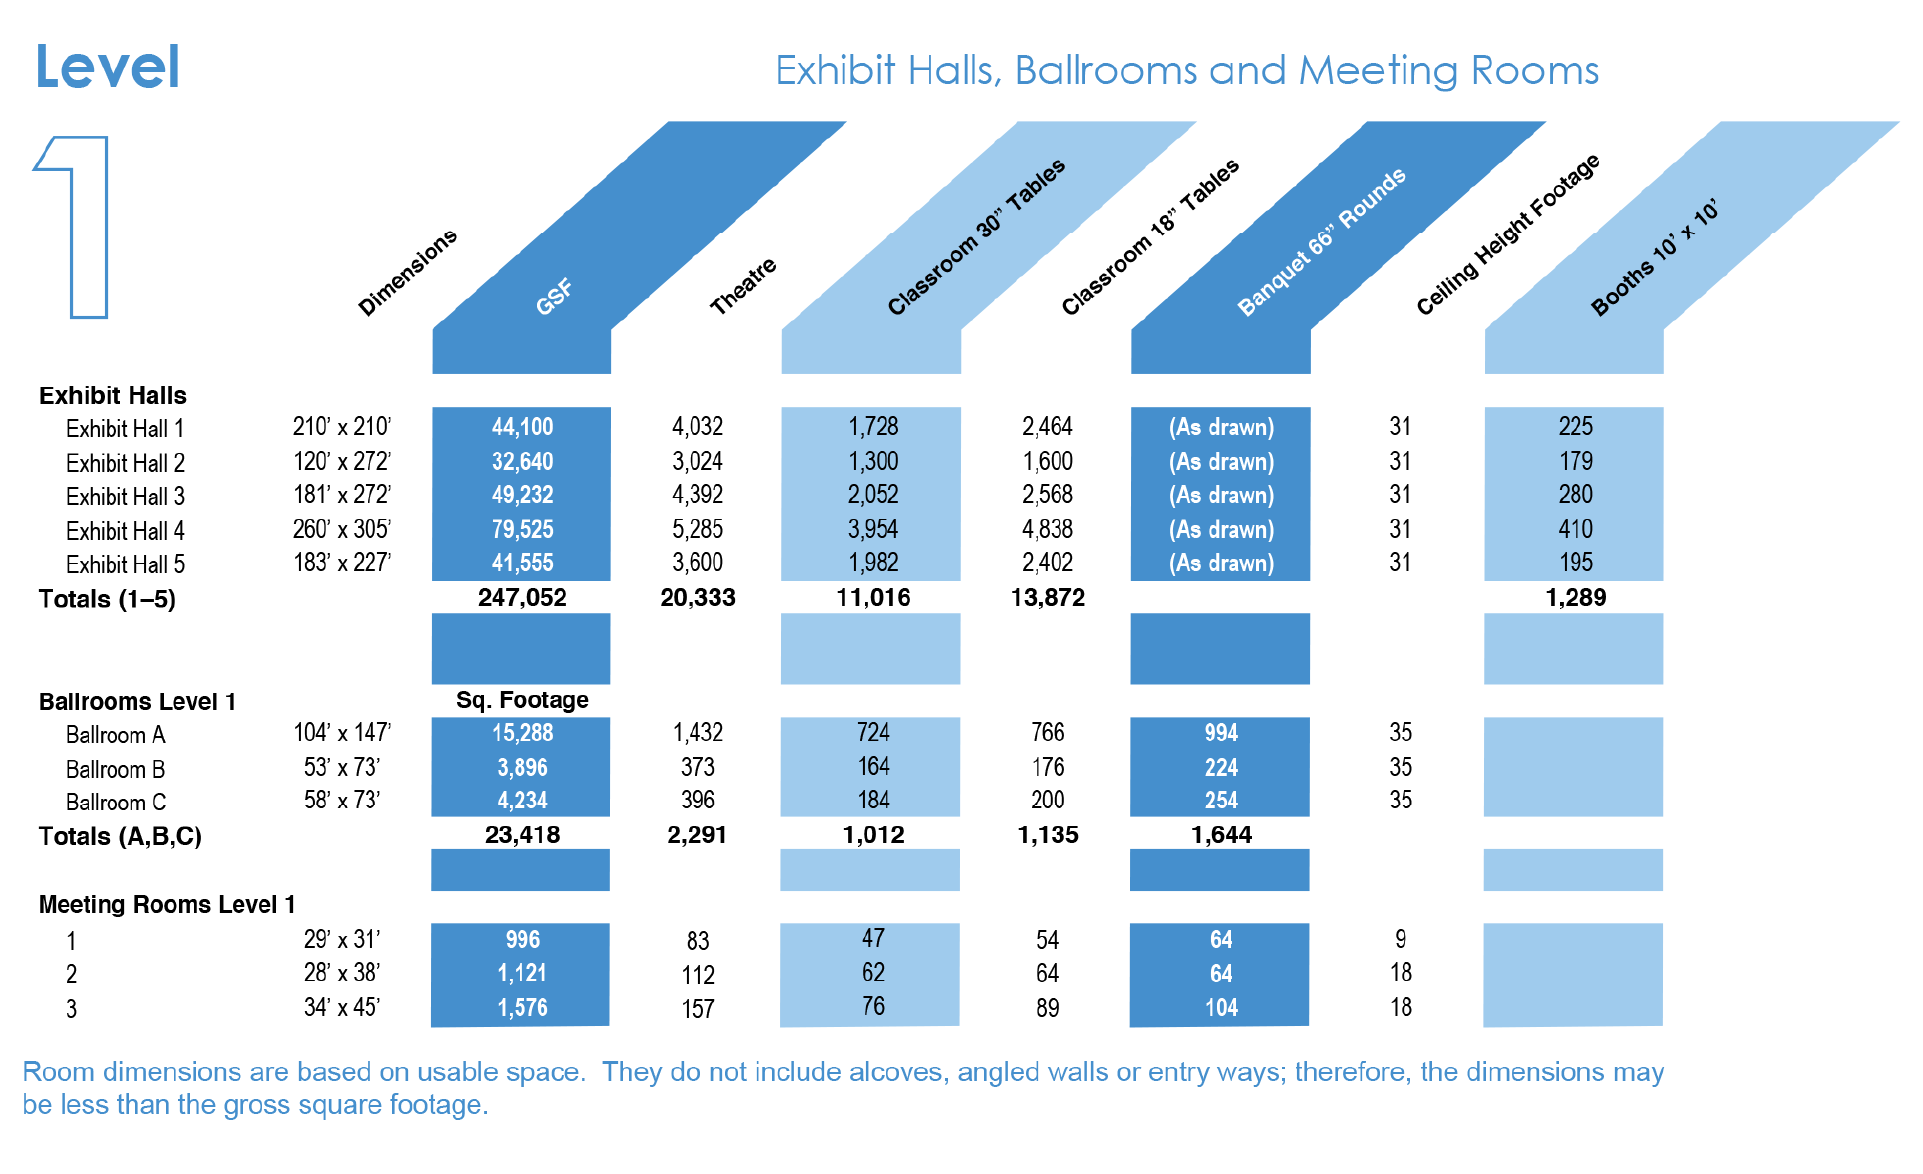 Level
Exhibit Halls, Ballrooms and Meeting Rooms
1
Dimensions GSF Theatre Classroom 30” Tables Classroom 18” Tables Banquet 66” Rounds Ceiling Height Footage Booths 10’ x 10’
Exhibit Halls
Exhibit Hall 1 210’ x 210’ 44,100 4,032 1,728 2,464 (As drawn) 31 225
Exhibit Hall 2 120’ x 272’ 32,640 3,024 1,300 1,600 (As drawn) 31 179
Exhibit Hall 3 181’ x 272’ 49,232 4,392 2,052 2,568 (As drawn) 31 280
Exhibit Hall 4 260’ x 305’ 79,525 5,285 3,954 4,838 (As drawn) 31 410
Exhibit Hall 5 183’ x 227’ 41,555 3,600 1,982 2,402 (As drawn) 31 195
Totals (1–5) 247,052 20,333 11,016 13,872 1,289
Ballrooms Level 1 Sq. Footage
Ballroom A 104’ x 147’ 15,288 1,432 724 766 994 35
Ballroom B 53’ x 73’ 3,896 373 164 176 224 35
Ballroom C 58’ x 73’ 4,234 396 184 200 254 35
Totals (A,B,C) 23,418 2,291 1,012 1,135 1,644
Meeting Rooms Level 1
1 29’ x 31’ 996 83 47 54 64 9
2 28’ x 38’ 1,121 112 62 64 64 18
3 34’ x 45’ 1,576 157 76 89 104 18
Room dimensions are based on usable space. They do not include alcoves, angled walls or entry ways; therefore, the dimensions may
be less than the gross square footage.